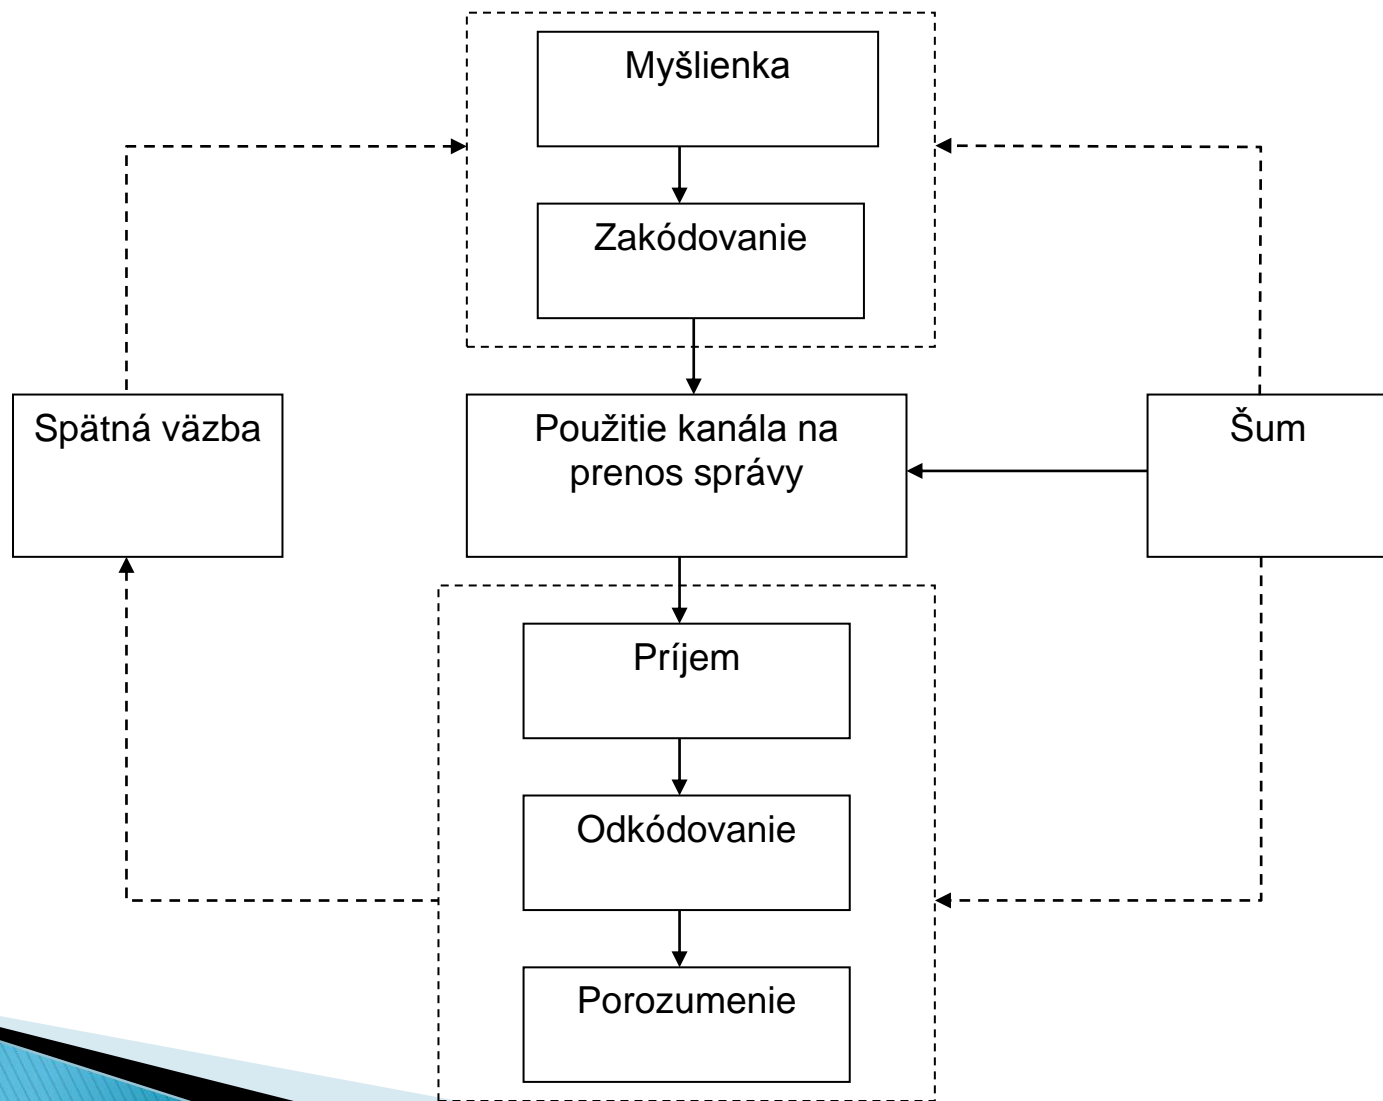 Myšlienka
Zakódovanie
Spätná väzba
Použitie kanála na
prenos správy
Šum
Príjem
Odkódovanie
Porozumenie